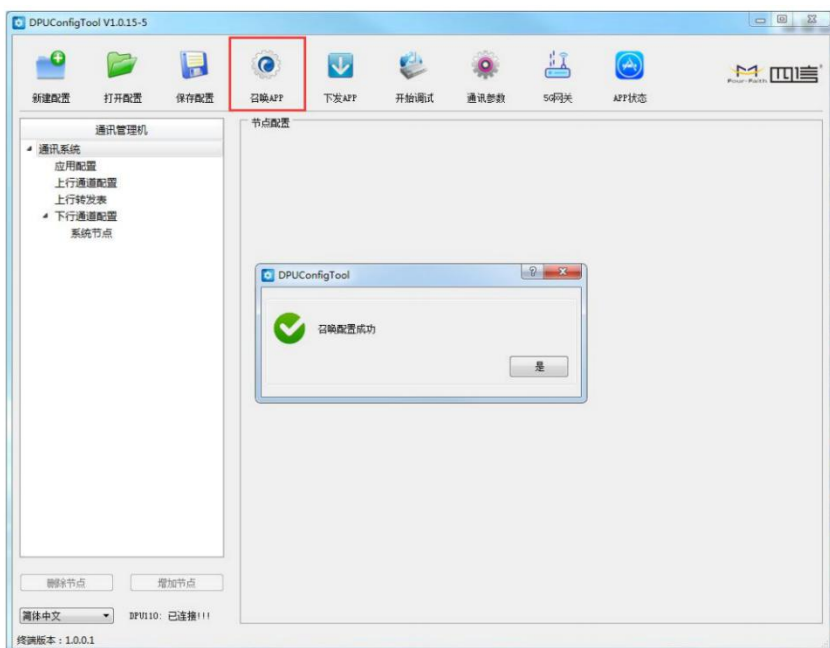 DPUConfigTool V1.0.15-5
新建配置 打开配置 保存配置 召唤APP 下发APP 开始调试 通讯参数 5G网关 APP状态
Four-Faith 四信
通讯管理机
通讯系统
应用配置
上行通道配置
上行转发表
下行通道配置
系统节点
节点配置
DPUConfigTool
召唤配置成功
是
删除节点 增加节点
简体中文 DPU110: 已连接!!!
终端版本：1.0.0.1